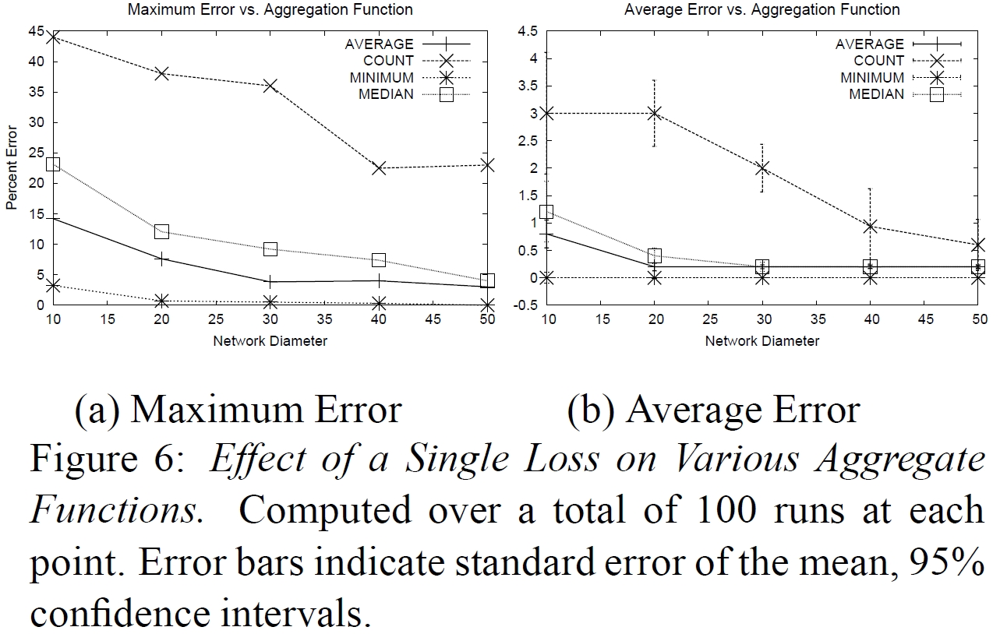 Maximum Error vs. Aggregation Function
45
40
35
30
25
20
15
10
5
0
Percent Error
AVERAGE
COUNT
MINIMUM
MEDIAN
10 15 20 25 30 35 40 45 50
Network Diameter
Average Error vs. Aggregation Function
4.5
4
3.5
3
2.5
2
1.5
1
0.5
0
-0.5
AVERAGE
COUNT
MINIMUM
MEDIAN
10 15 20 25 30 35 40 45 50
Network Diameter
(a) Maximum Error
(b) Average Error
Figure 6: Effect of a Single Loss on Various Aggregate
Functions. Computed over a total of 100 runs at each
point. Error bars indicate standard error of the mean, 95%
confidence intervals.